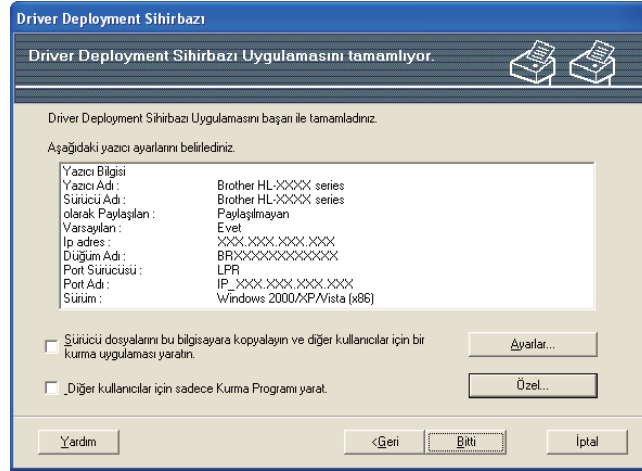 Driver Deployment Sihirbazı
Driver Deployment Sihirbazı Uygulamasını tamamlıyor.
Driver Deployment Sihirbazı Uygulamasını başarı ile tamamladınız.
Aşağıdaki yazıcı ayarlarını belirlediniz.
Yazıcı Bilgisi
Yazıcı Adı : Brother HL-XXXX series
Sürücü Adı : Brother HL-XXXX series
olarak Paylaşılan : Paylaşılmayan
Varsayılan : Evet
Ip adres : XXX.XXX.XXX.XXX
Düğüm Adı : BRXXXXXXXXXXXX
Port Sürücüsü : LPR
Port Adı : IP_XXX.XXX.XXX.XXX
Sürüm : Windows 2000/XP/Vista (x86)
Sürücü dosyalarını bu bilgisayara kopyalayın ve diğer kullanıcılar için bir
kurma uygulaması yaratın.
Ayarlar...
_Diğer kullanıcılar için sadece Kurma Programı yarat.
Özel...
Yardım <Geri Bitti İptal